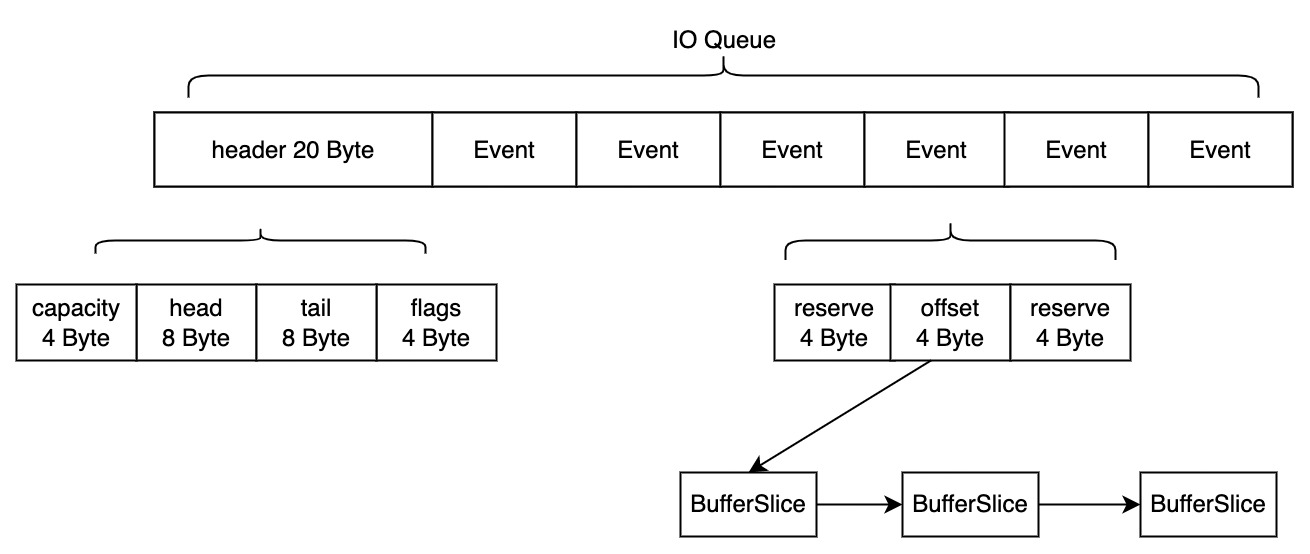 IO Queue
header 20 Byte
Event
Event
Event
Event
Event
Event
capacity
4 Byte
head
8 Byte
tail
8 Byte
flags
4 Byte
reserve
4 Byte
offset
4 Byte
reserve
4 Byte
BufferSlice
BufferSlice
BufferSlice